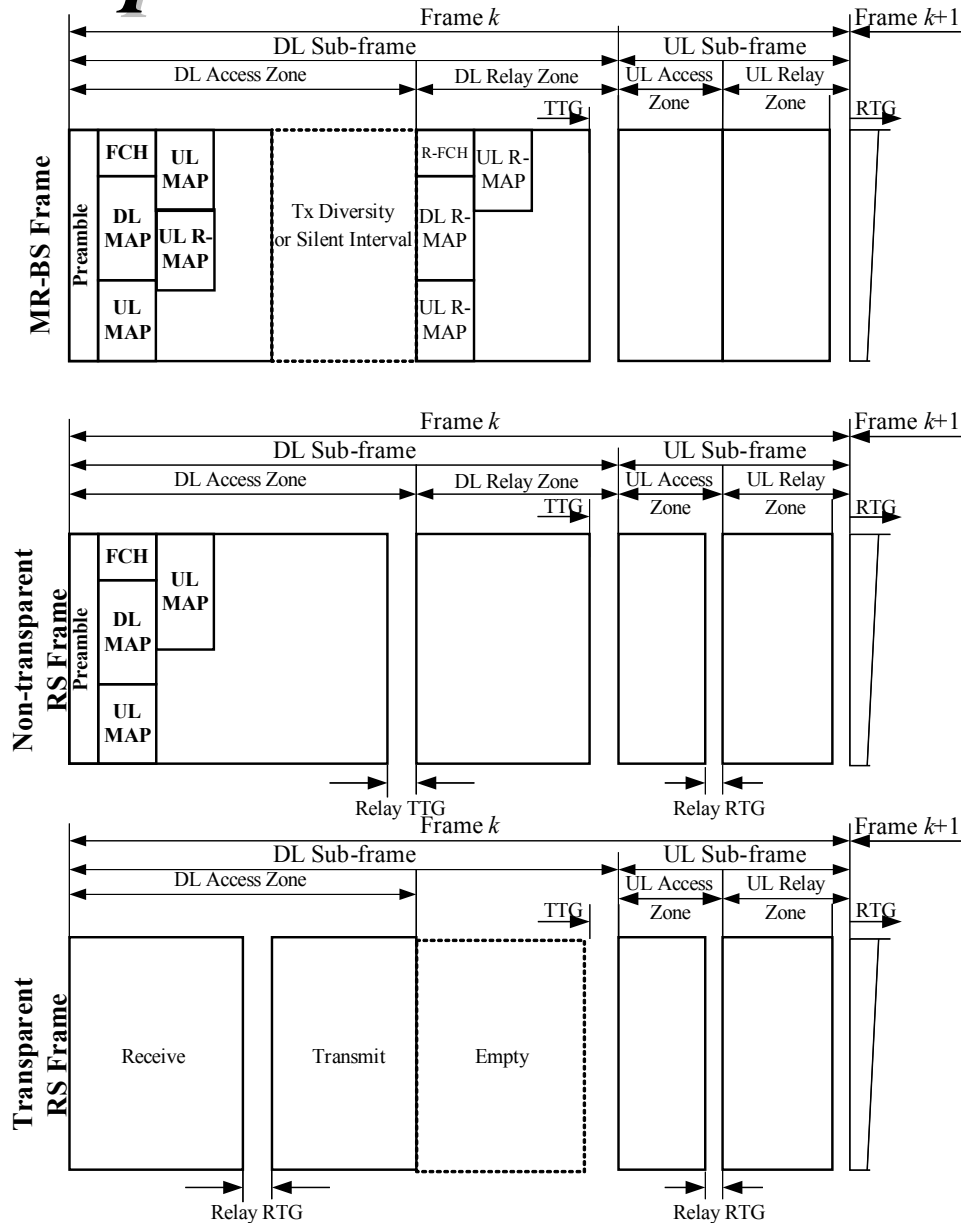 Frame k
Frame k+1
DL Sub-frame
UL Sub-frame
DL Access Zone
DL Relay Zone
UL Access
Zone
UL Relay
Zone
TTG
RTG
MR-BS Frame
Preamble
FCH
DL
MAP
UL
MAP
UL
MAP
UL R-
MAP
Tx Diversity
or Silent Interval
R-FCH
DL R-
MAP
UL R-
MAP
UL R-
MAP
Frame k
Frame k+1
DL Sub-frame
UL Sub-frame
DL Access Zone
DL Relay Zone
UL Access
Zone
UL Relay
Zone
TTG
RTG
Non-transparent
RS Frame
Preamble
FCH
DL
MAP
UL
MAP
UL
MAP
Relay TTG
Relay RTG
Frame k
Frame k+1
DL Sub-frame
UL Sub-frame
DL Access Zone
UL Access
Zone
UL Relay
Zone
TTG
RTG
Transparent
RS Frame
Receive
Transmit
Empty
Relay RTG
Relay RTG